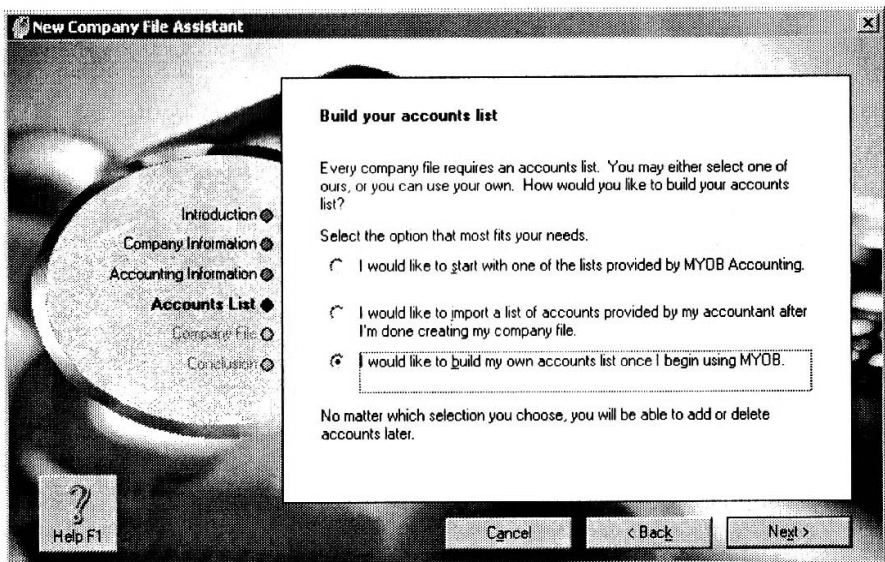 New Company File Assistant
Build your accounts list
Every company file requires an accounts list. You may either select one of
ours, or you can use your own. How would you like to build your accounts
list?
Select the option that most fits your needs.
I would like to start with one of the lists provided by MYOB Accounting.
I would like to import a list of accounts provided by my accountant after
I'm done creating my company file.
I would like to build my own accounts list once I begin using MYOB.
No matter which selection you choose, you will be able to add or delete
accounts later.
Introduction
Company Information
Accounting Information
Accounts List
Company File
Conclusion
?
Help F1
Cancel
< Back
Next >